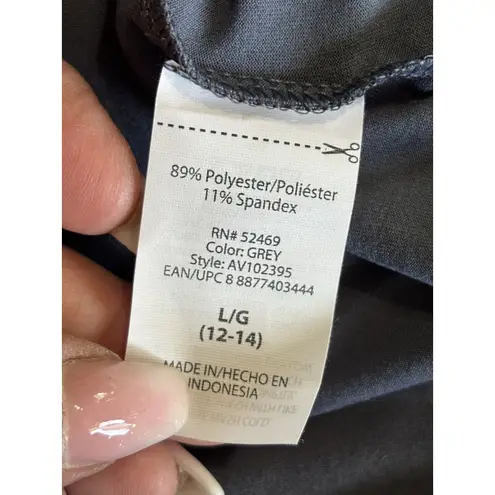 89% Polyester/Poliéster
11% Spandex
RN# 52469
Color: GREY
Style: AV102395
EAN/UPC 8 8877403444
L/G
(12-14)
MADE IN/HECHO EN
INDONESIA